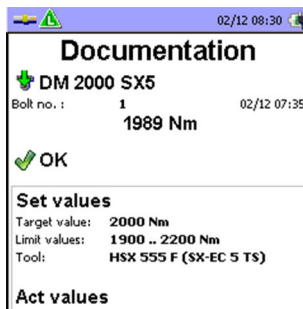 L
02/12 08:30
Documentation
DM 2000 SX5
Bolt no. : 1 02/12 07:35
1989 Nm
OK
Set values
Target value: 2000 Nm
Limit values: 1900 .. 2200 Nm
Tool: HSX 555 F (SX-EC 5 TS)
Act values